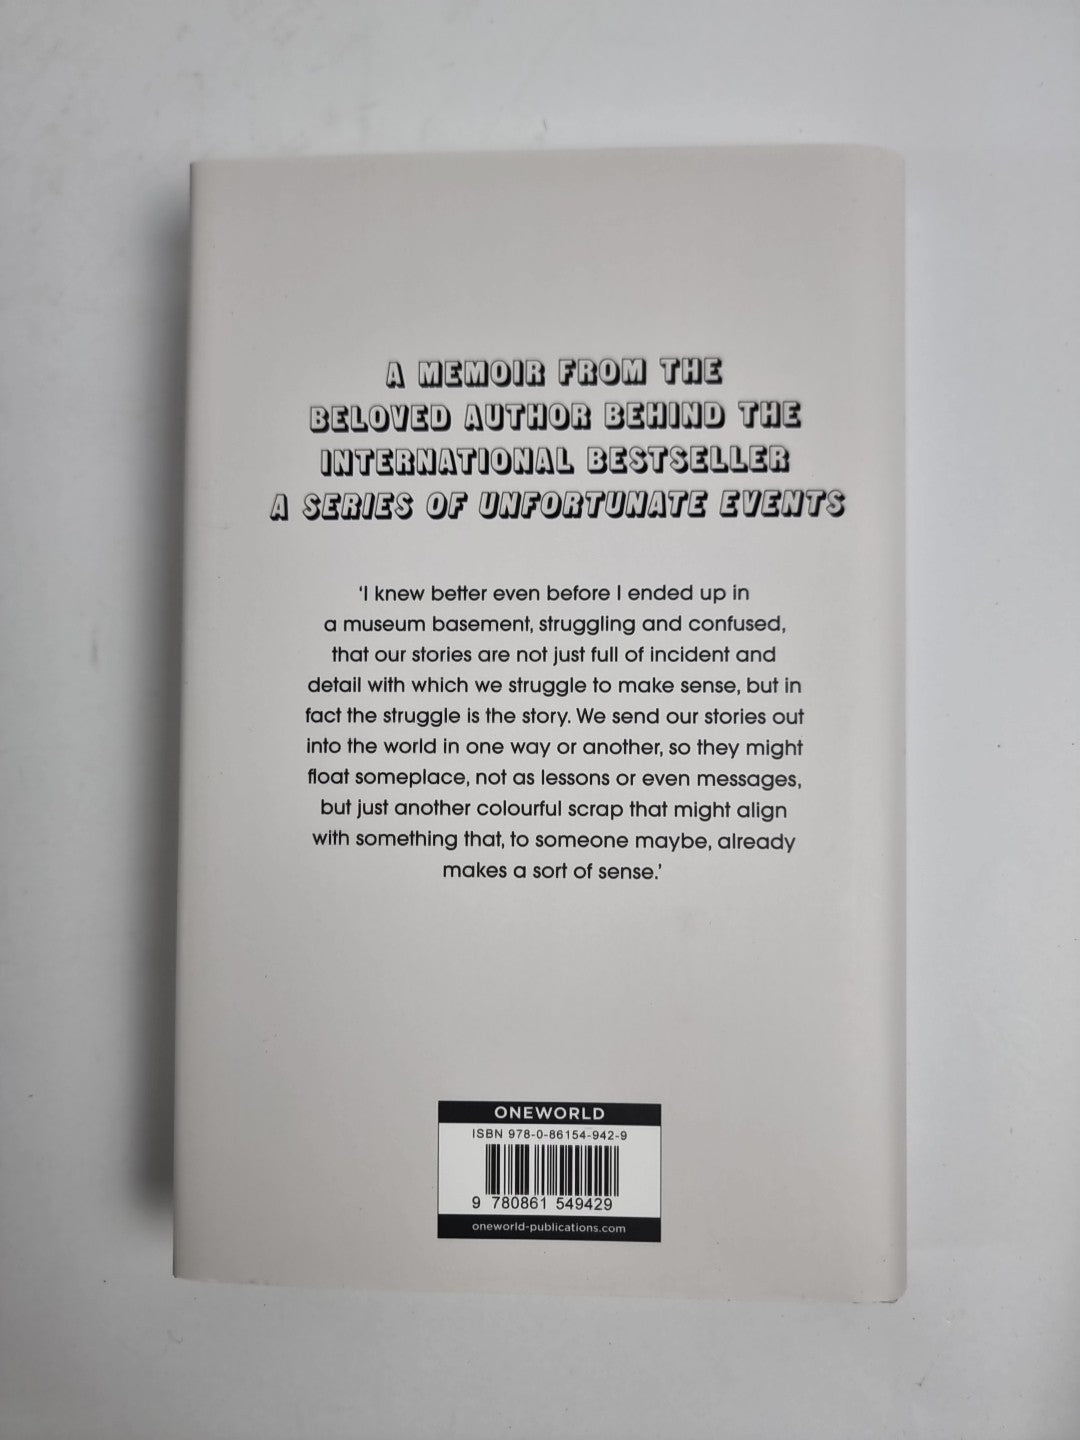 A MEMOIR FROM THE
BELOVED AUTHOR BEHIND THE
INTERNATIONAL BESTSELLER
A SERIES OF UNFORTUNATE EVENTS
‘I knew better even before I ended up in
a museum basement, struggling and confused,
that our stories are not just full of incident and
detail with which we struggle to make sense, but in
fact the struggle is the story. We send our stories out
into the world in one way or another, so they might
float someplace, not as lessons or even messages,
but just another colourful scrap that might align
with something that, to someone maybe, already
makes a sort of sense.’
ONEWORLD
ISBN 978-0-86154-942-9
9 780861 549429
oneworld-publications.com